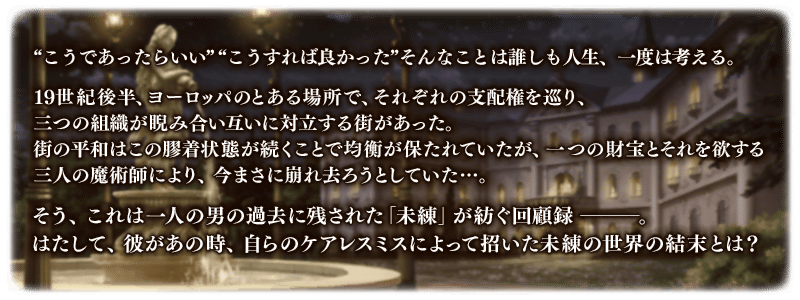 “こうであったらいい”“こうすれば良かった”そんなことは誰しも人生、一度は考える。
19世紀後半、ヨーロッパのとある場所で、それぞれの支配権を巡り、
三つの組織が睨み合い互いに対立する街があった。
街の平和はこの膠着状態が続くことで均衡が保たれていたが、一つの財宝とそれを欲する
三人の魔術師により、今まさに崩れ去ろうとしていた…。
そう、これは一人の男の過去に残された「未練」が紡ぐ回顧録 ―――。
はたして、彼があの時、自らのケアレスミスによって招いた未練の世界の結末とは？